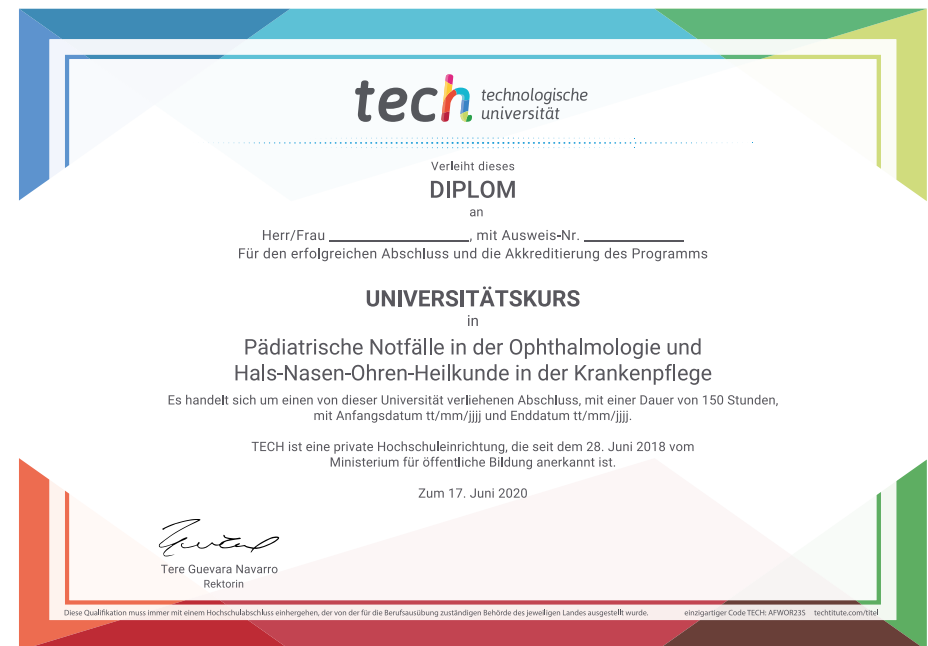 tech technologische
universität
Verleiht dieses
DIPLOM
an
Herr/Frau ____________________, mit Ausweis-Nr. ______________
Für den erfolgreichen Abschluss und die Akkreditierung des Programms
UNIVERSITÄTSKURS
in
Pädiatrische Notfälle in der Ophthalmologie und
Hals-Nasen-Ohren-Heilkunde in der Krankenpflege
Es handelt sich um einen von dieser Universität verliehenen Abschluss, mit einer Dauer von 150 Stunden,
mit Anfangsdatum tt/mm/jjjj und Enddatum tt/mm/jjjj.
TECH ist eine private Hochschuleinrichtung, die seit dem 28. Juni 2018 vom
Ministerium für öffentliche Bildung anerkannt ist.
Zum 17. Juni 2020
Tere Guevara Navarro
Rektorin
Diese Qualifikation muss immer mit einem Hochschulabschluss einhergehen, der von der für die Berufsausübung zuständigen Behörde des jeweiligen Landes ausgestellt wurde. einzigartiger Code TECH: AFWOR23S techtitute.com/titel